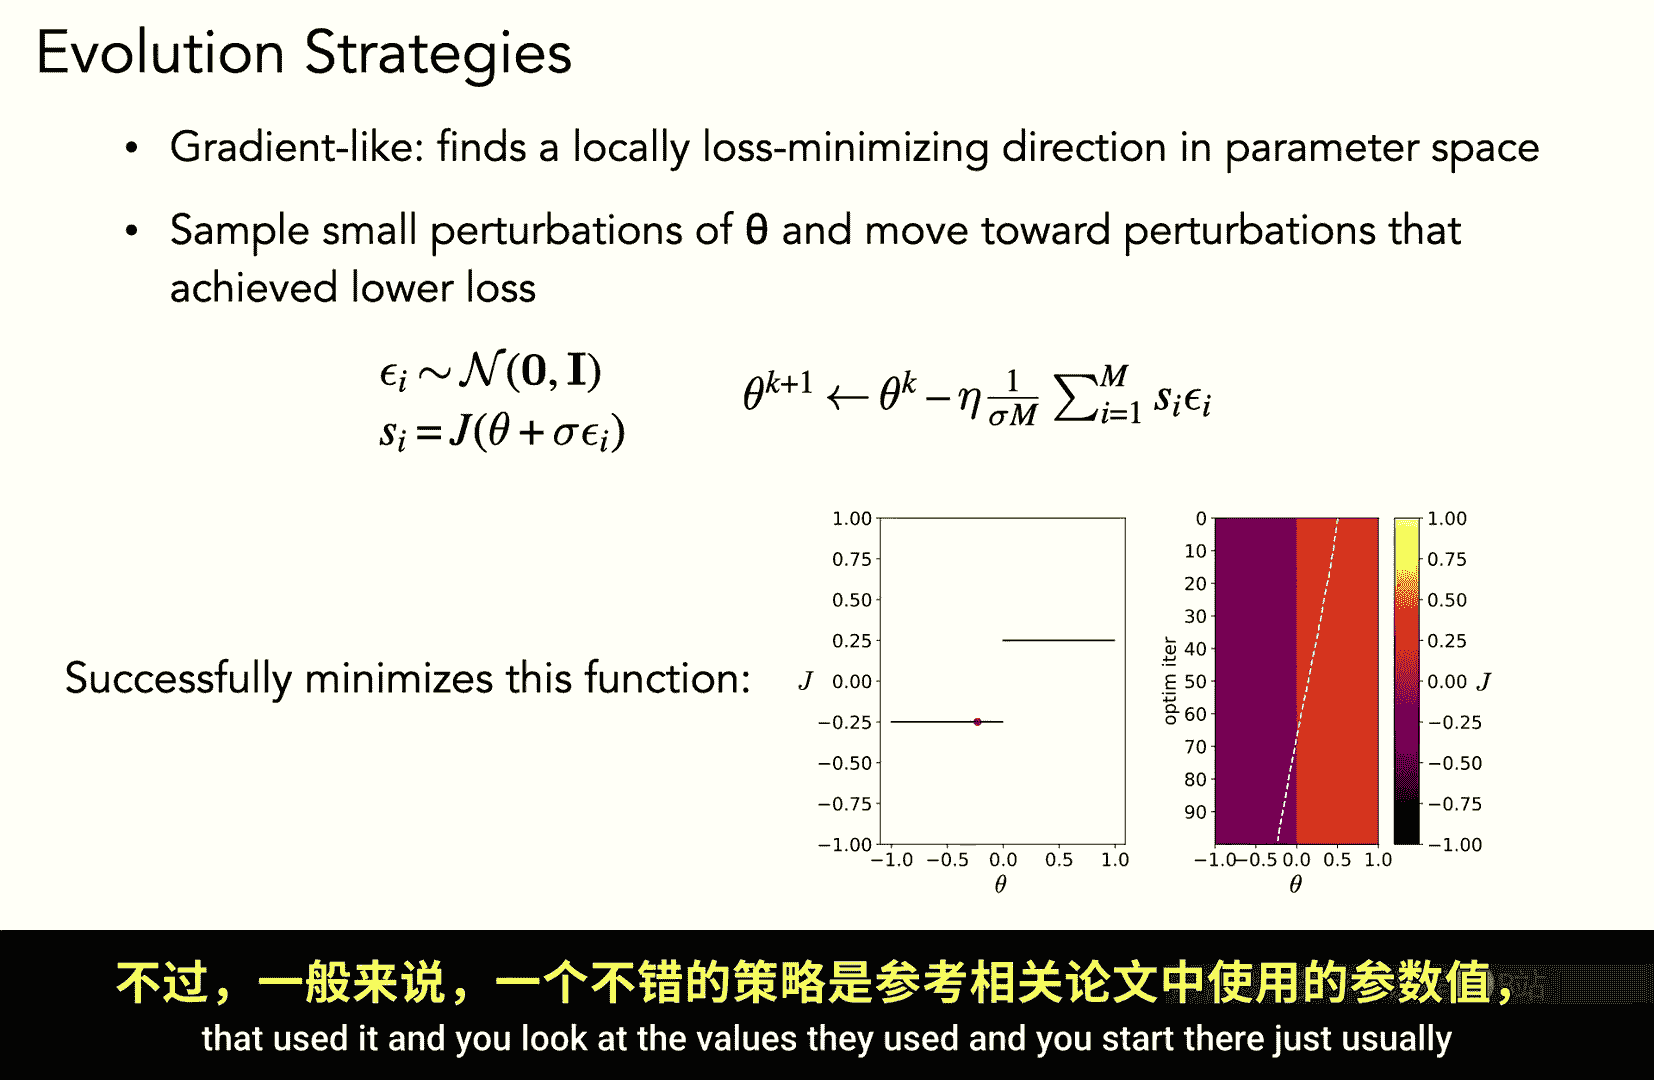 Evolution Strategies
• Gradient-like: finds a locally loss-minimizing direction in parameter space
• Sample small perturbations of θ and move toward perturbations that
achieved lower loss
ϵᵢ ∼ 𝒩(0, I)
sᵢ = J(θ + σϵᵢ)
θᵏ⁺¹ ← θᵏ − η 1/(σM) ∑ᵢ₌₁ᴹ sᵢϵᵢ
Successfully minimizes this function:
1.00
0.75
0.50
0.25
J 0.00
−0.25
−0.50
−0.75
−1.00
−1.0 −0.5 0.0 0.5 1.0
θ
optim iter
0
10
20
30
40
50
60
70
80
90
−1.0 −0.5 0.0 0.5 1.0
θ
1.00
0.75
0.50
0.25
0.00 J
−0.25
−0.50
−0.75
−1.00
不过，一般来说，一个不错的策略是参考相关论文中使用的参数值，
that used it and you look at the values they used and you start there just usually